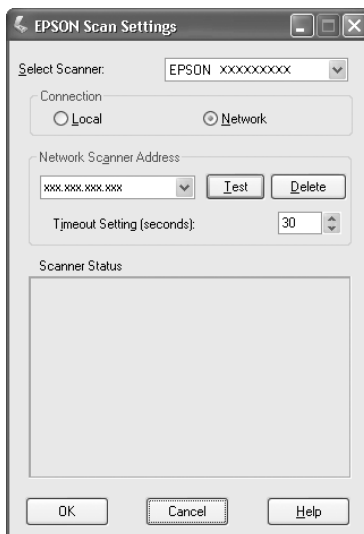 EPSON Scan Settings
Select Scanner: EPSON xxxxxxxxx
Connection
Local Network
Network Scanner Address
xxx.xxx.xxx.xxx Test Delete
Timeout Setting (seconds): 30
Scanner Status
OK Cancel Help